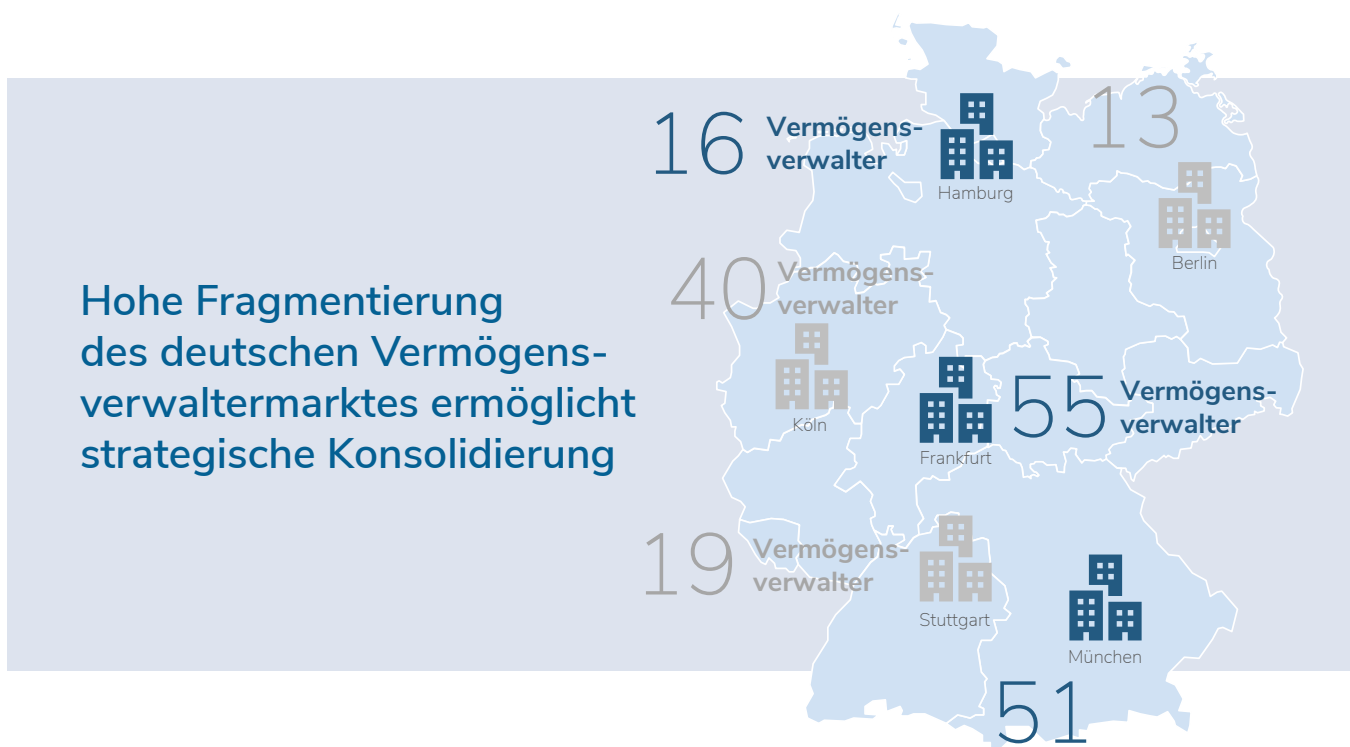 Hohe Fragmentierung
des deutschen Vermögens-
verwaltermarktes ermöglicht
strategische Konsolidierung
16 Vermögens-
verwalter
Hamburg
13
Berlin
40 Vermögens-
verwalter
Köln
55 Vermögens-
verwalter
Frankfurt
19 Vermögens-
verwalter
Stuttgart
München
51